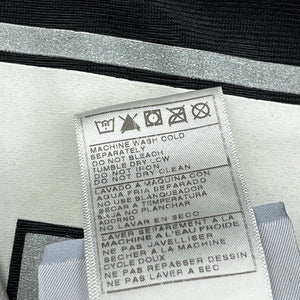 MACHINE WASH COLD
SEPARATELY
DO NOT BLEACH
TUMBLE DRY LOW
DO NOT IRON
DO NOT DRY CLEAN
LAVADO A MAQUINA EN
AGUA FRIA SEPARADO
NO USE BLANQUEADOR
SECAR A TEMPERATURA
BAJA NO PLANCHAR
NO LAVADO EN SECO
LAVER SEPAREMENT A LA
MACHINE A L'EAU FROIDE
NE PAS JAVELLISER
SECHER A LA MACHINE
CYCLE DOUX
NE PAS REPASSER DESSIN
NE PAS LAVER A SEC